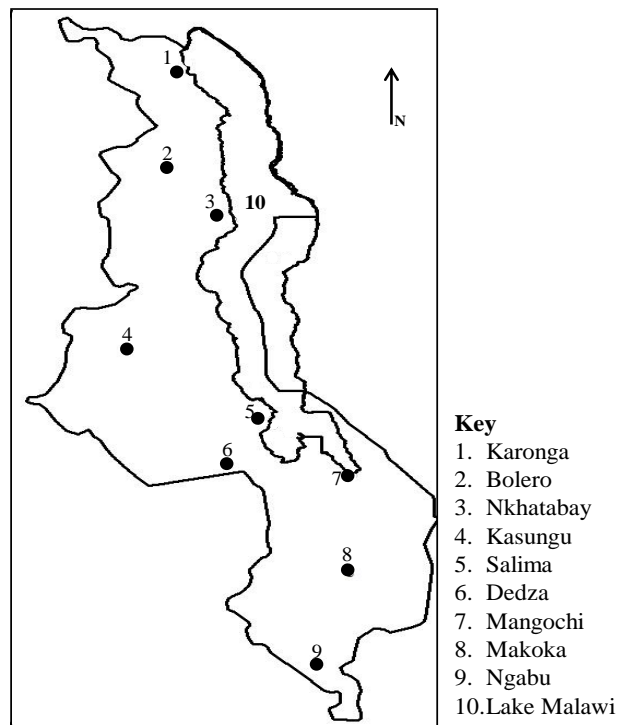 1
N
2
3
10
4
5
6
7
8
9
Key
1. Karonga
2. Bolero
3. Nkhatabay
4. Kasungu
5. Salima
6. Dedza
7. Mangochi
8. Makoka
9. Ngabu
10.Lake Malawi